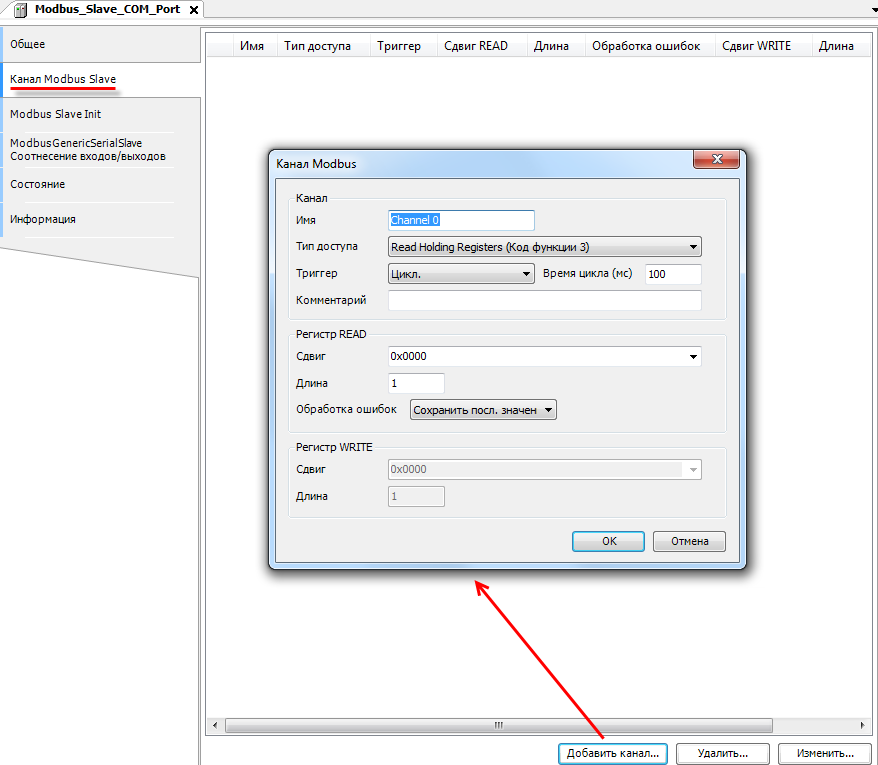 Modbus_Slave_COM_Port
Общее
Канал Modbus Slave
Modbus Slave Init
ModbusGenericSerialSlave
Соотнесение входов/выходов
Состояние
Информация
Имя Тип доступа Триггер Сдвиг READ Длина Обработка ошибок Сдвиг WRITE Длина
Канал Modbus
Канал
Имя Channel 0
Тип доступа Read Holding Registers (Код функции 3)
Триггер Цикл. Время цикла (мс) 100
Комментарий
Регистр READ
Сдвиг 0x0000
Длина 1
Обработка ошибок Сохранить посл. значен
Регистр WRITE
Сдвиг 0x0000
Длина 1
OK Отмена
Добавить канал... Удалить... Изменить...